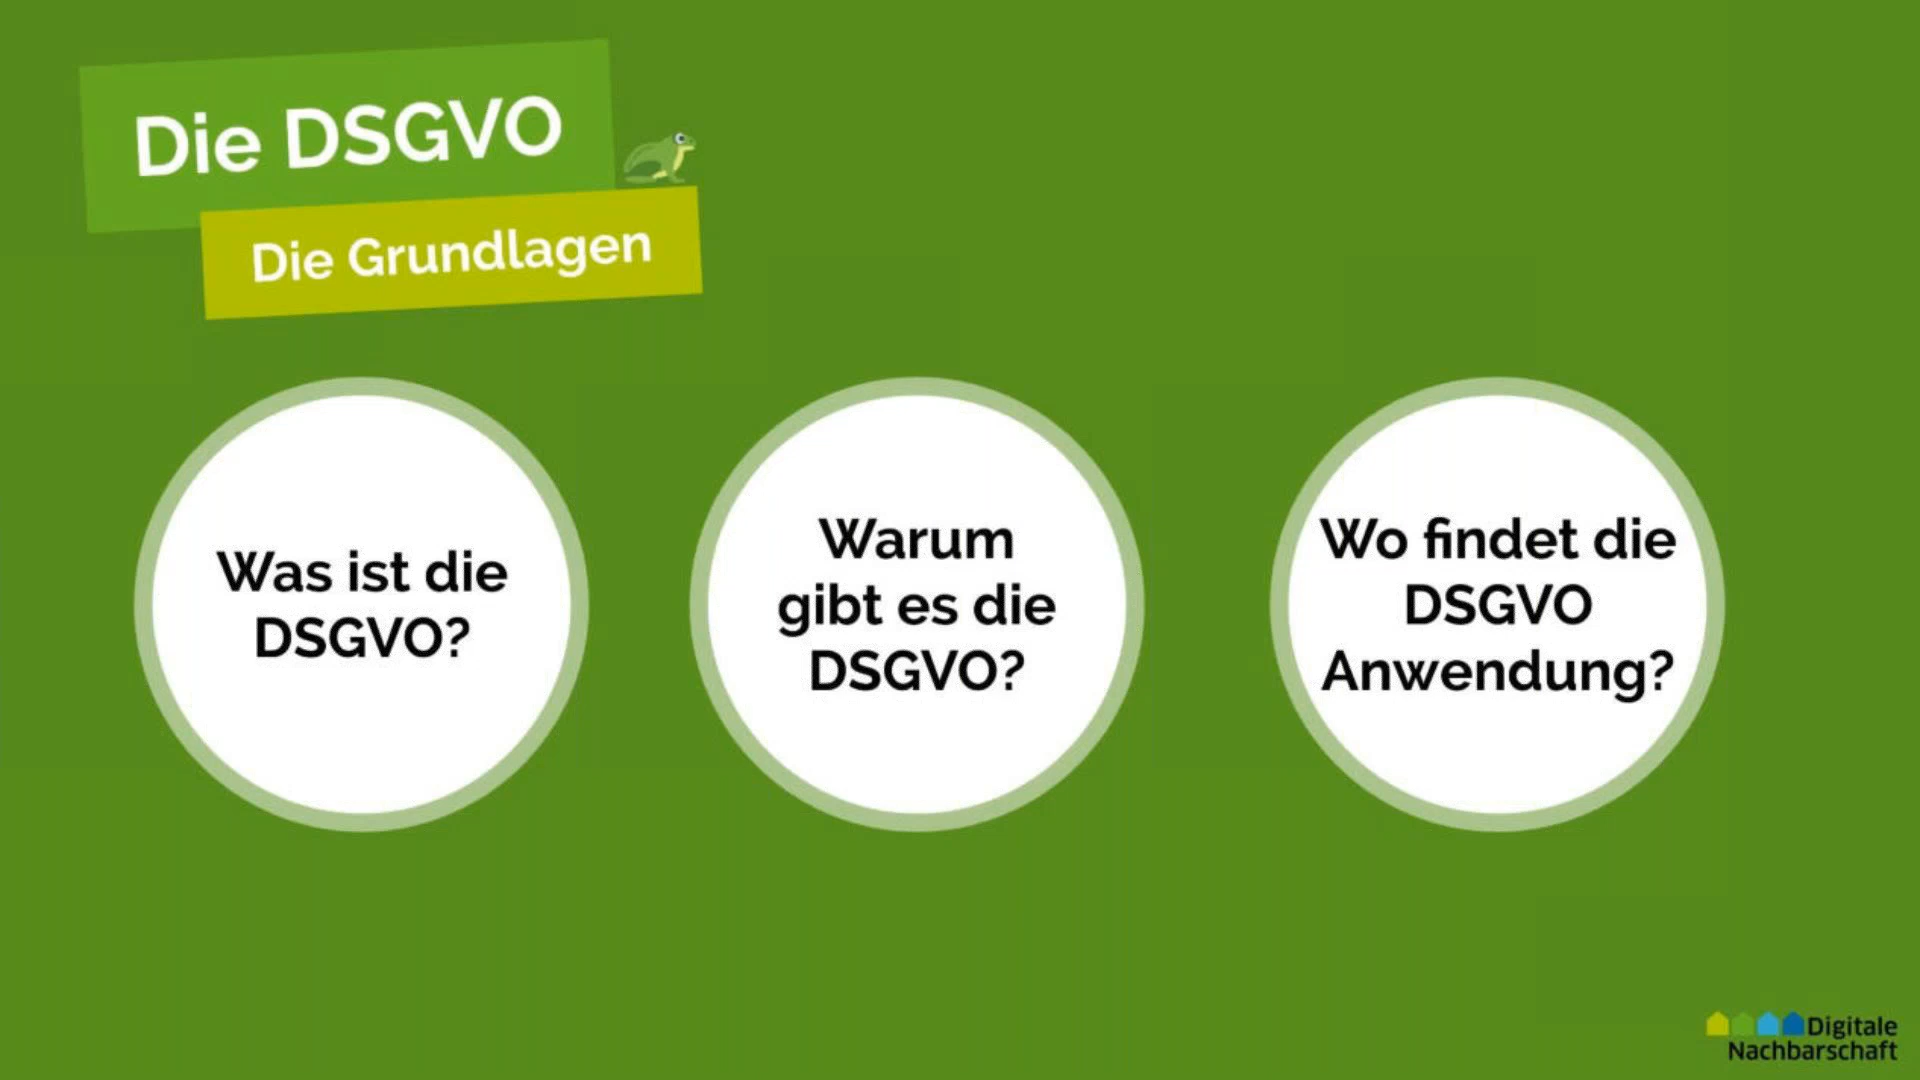 Die DSGVO
Die Grundlagen
Was ist die
DSGVO?
Warum
gibt es die
DSGVO?
Wo findet die
DSGVO
Anwendung?
Digitale
Nachbarschaft